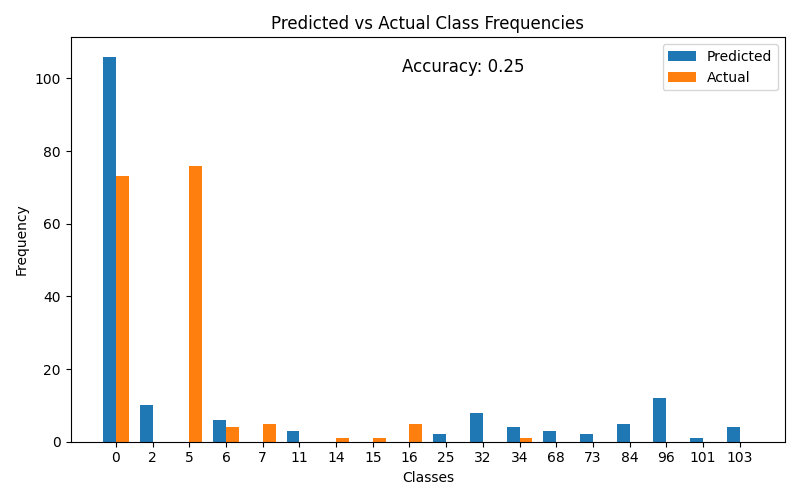 Predicted vs Actual Class Frequencies
Accuracy: 0.25
Predicted
Actual
Frequency
100
80
60
40
20
0
0 2 5 6 7 11 14 15 16 25 32 34 68 73 84 96 101 103
Classes